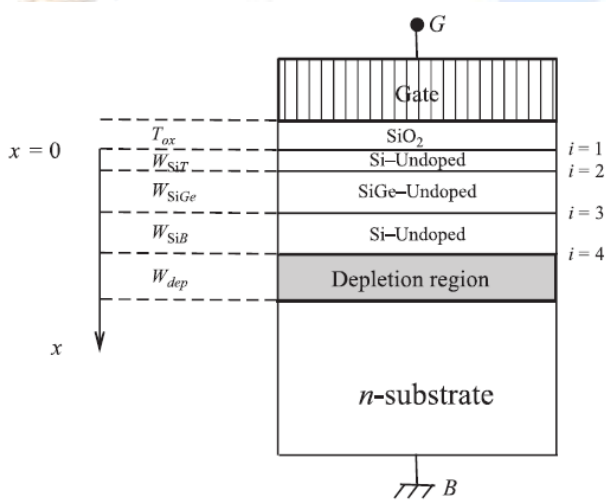 G
Gate
T_ox
SiO₂
x = 0
i = 1
W_SiT
Si–Undoped
i = 2
W_SiGe
SiGe–Undoped
i = 3
W_SiB
Si–Undoped
i = 4
W_dep
Depletion region
x
n-substrate
B